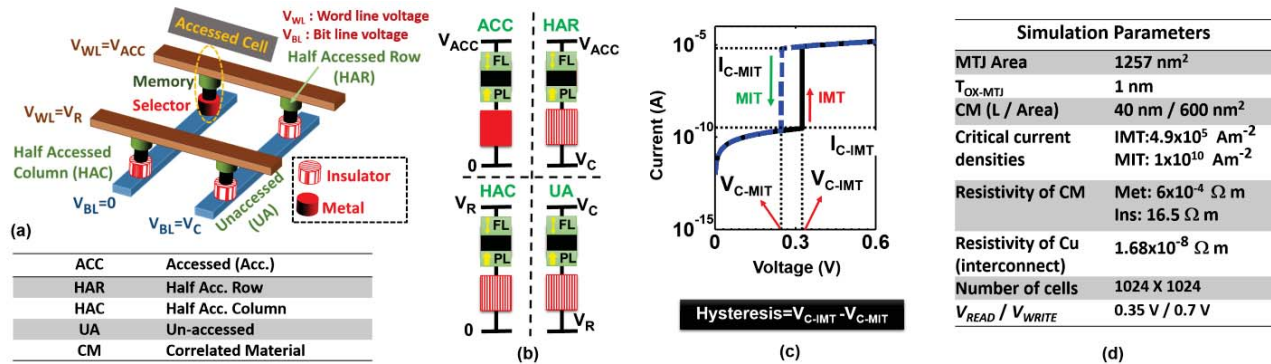 (a)
V_WL : Word line voltage
V_BL : Bit line voltage
V_WL=V_ACC
Accessed Cell
Half Accessed Row
(HAR)
Memory
Selector
V_WL=V_R
Half Accessed
Column (HAC)
V_BL=0
V_BL=V_C
Unaccessed
(UA)
Insulator
Metal
ACC Accessed (Acc.)
HAR Half Acc. Row
HAC Half Acc. Column
UA Un-accessed
CM Correlated Material
ACC
V_ACC
FL
PL
0
HAR
V_ACC
FL
PL
V_C
HAC
V_R
FL
PL
0
UA
V_C
FL
PL
V_R
(b)
Current (A)
10^-5
10^-10
10^-15
I_C-MIT
MIT
IMT
I_C-IMT
V_C-MIT
V_C-IMT
0 0.3 0.6
Voltage (V)
Hysteresis=V_C-IMT-V_C-MIT
(c)
Simulation Parameters
MTJ Area 1257 nm²
T_OX-MTJ 1 nm
CM (L / Area) 40 nm / 600 nm²
Critical current IMT:4.9x10^5 Am^-2
densities MIT: 1x10^10 Am^-2
Resistivity of CM Met: 6x10^-4 Ω m
Ins: 16.5 Ω m
Resistivity of Cu 1.68x10^-8 Ω m
(interconnect)
Number of cells 1024 X 1024
V_READ / V_WRITE 0.35 V / 0.7 V
(d)